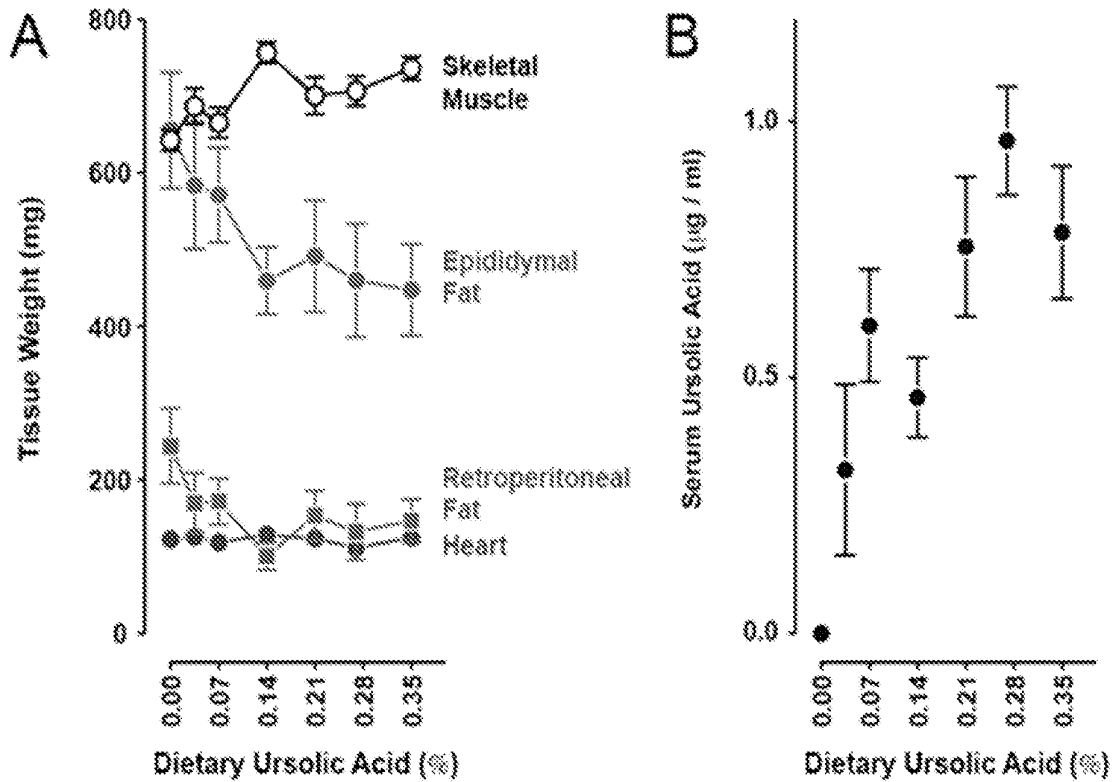 A
800
600
400
200
0
Tissue Weight (mg)
Skeletal
Muscle
Epididymal
Fat
Retroperitoneal
Fat
Heart
0.00
0.07
0.14
0.21
0.28
0.35
Dietary Ursolic Acid (%)
B
1.0
0.5
0.0
Serum Ursolic Acid (µg / ml)
0.00
0.07
0.14
0.21
0.28
0.35
Dietary Ursolic Acid (%)